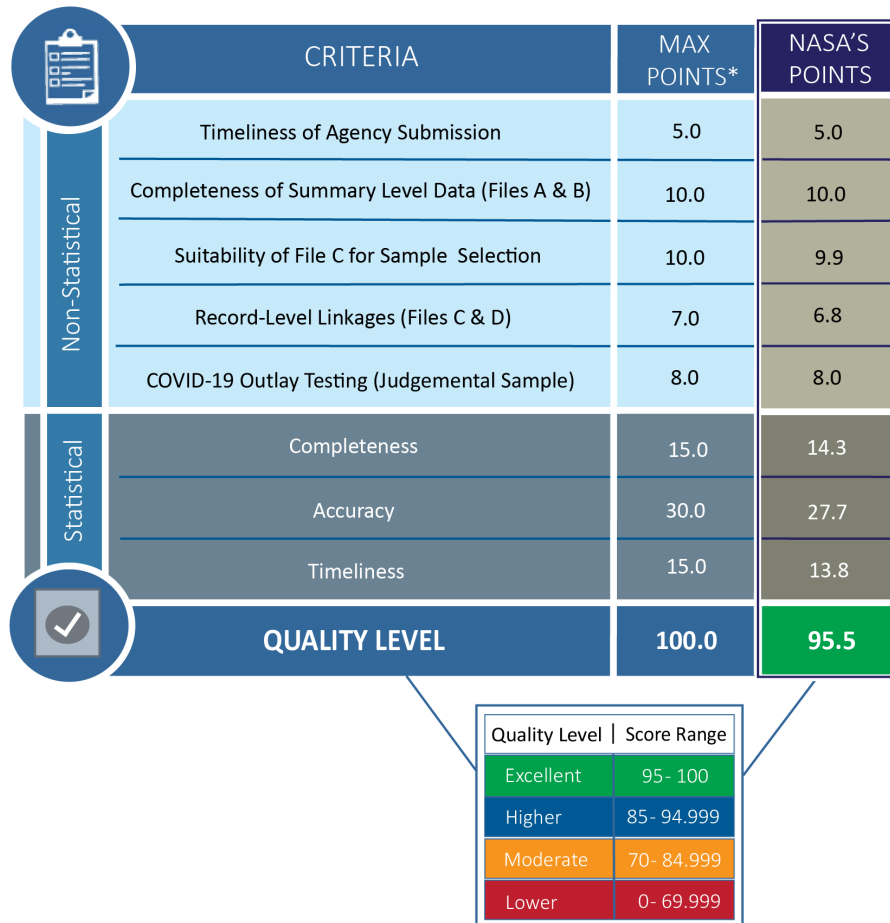 CRITERIA
MAX
POINTS*
NASA'S
POINTS
Non-Statistical
Timeliness of Agency Submission
5.0
5.0
Completeness of Summary Level Data (Files A & B)
10.0
10.0
Suitability of File C for Sample Selection
10.0
9.9
Record-Level Linkages (Files C & D)
7.0
6.8
COVID-19 Outlay Testing (Judgemental Sample)
8.0
8.0
Statistical
Completeness
15.0
14.3
Accuracy
30.0
27.7
Timeliness
15.0
13.8
QUALITY LEVEL
100.0
95.5
Quality Level | Score Range
Excellent 95- 100
Higher 85- 94.999
Moderate 70- 84.999
Lower 0- 69.999